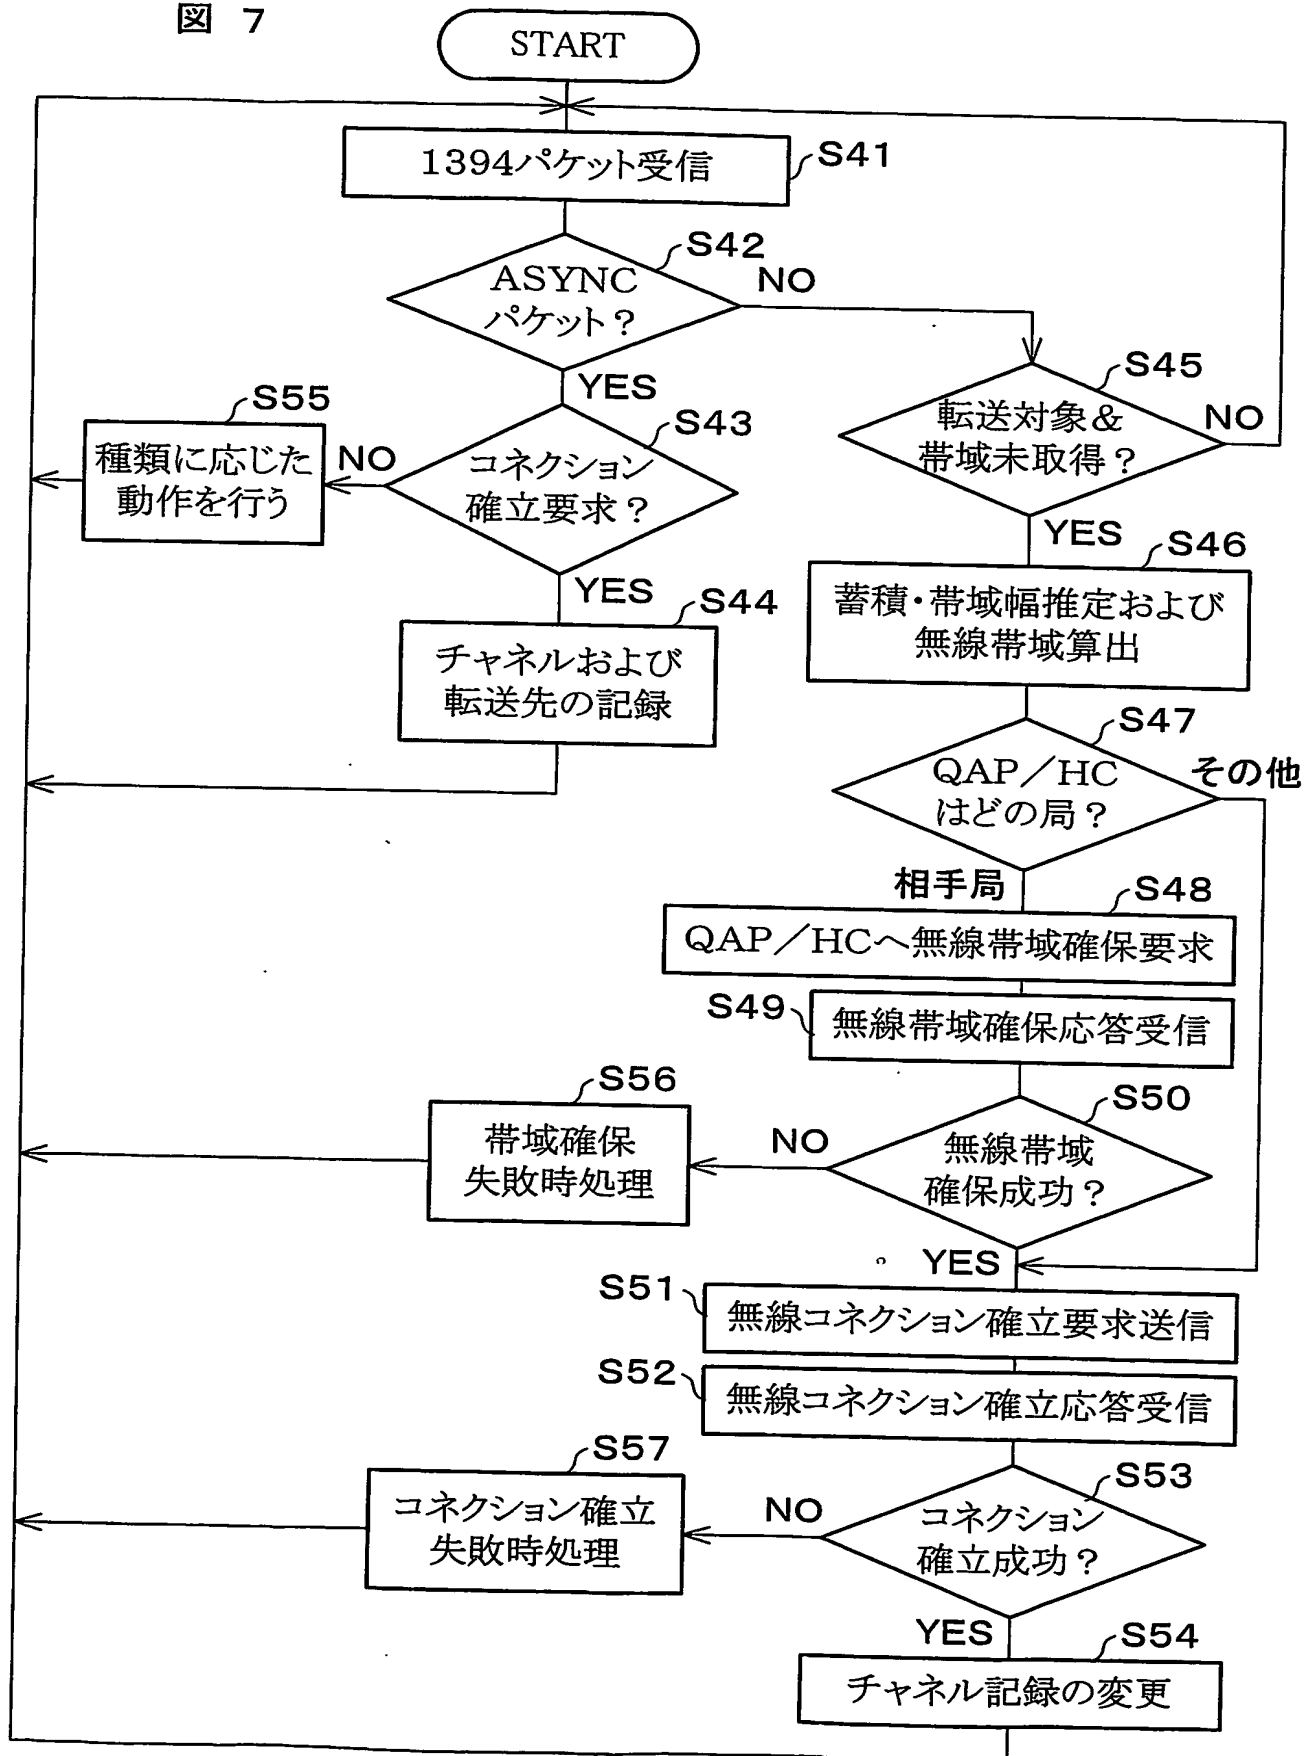 図 7
START
1394パケット受信
S41
S42
ASYNC
パケット？
NO
YES
S45
転送対象＆
帯域未取得？
NO
YES
S43
コネクション
確立要求？
NO
YES
S55
種類に応じた
動作を行う
S44
チャネルおよび
転送先の記録
S46
蓄積・帯域幅推定および
無線帯域算出
S47
QAP／HC
はどの局？
その他
相手局
S48
QAP／HCへ無線帯域確保要求
S49
無線帯域確保応答受信
S50
無線帯域
確保成功？
NO
YES
S56
帯域確保
失敗時処理
S51
無線コネクション確立要求送信
S52
無線コネクション確立応答受信
S53
コネクション
確立成功？
NO
YES
S57
コネクション確立
失敗時処理
S54
チャネル記録の変更